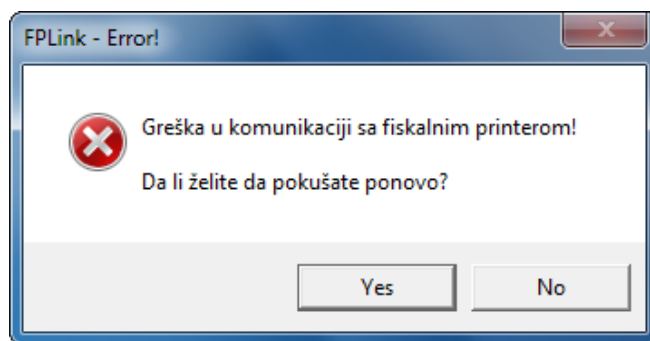 FPLink - Error!
Greška u komunikaciji sa fiskalnim printerom!
Da li želite da pokušate ponovo?
Yes
No